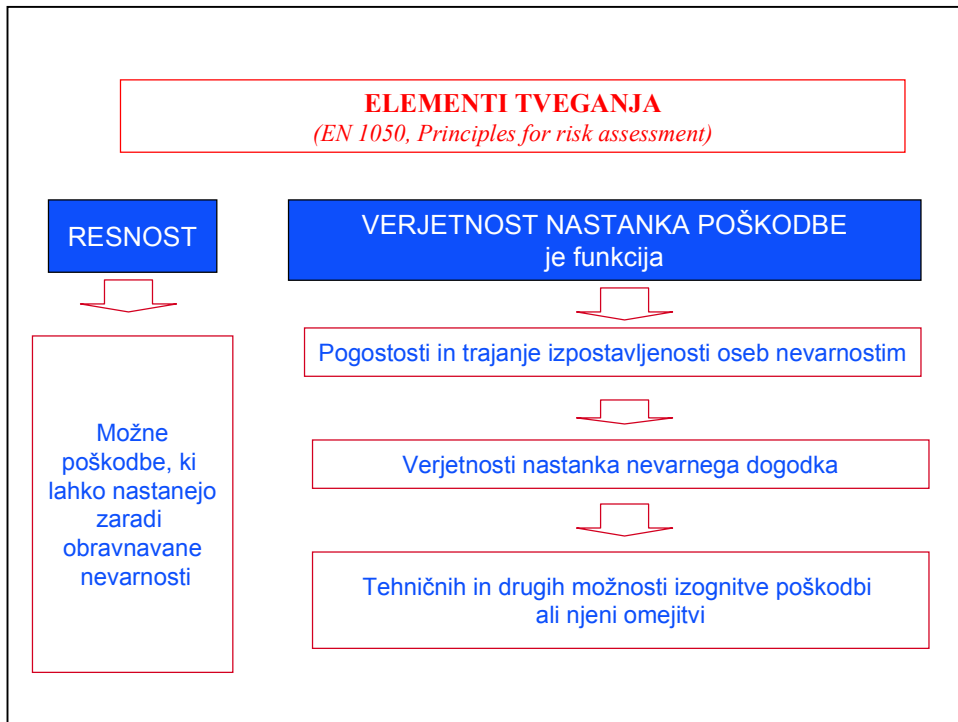 ELEMENTI TVEGANJA
(EN 1050, Principles for risk assessment)
RESNOST
VERJETNOST NASTANKA POŠKODBE
je funkcija
Možne
poškodbe, ki
lahko nastanejo
zaradi
obravnavane
nevarnosti
Pogostosti in trajanje izpostavljenosti oseb nevarnostim
Verjetnosti nastanka nevarnega dogodka
Tehničnih in drugih možnosti izognitve poškodbi
ali njeni omejitvi